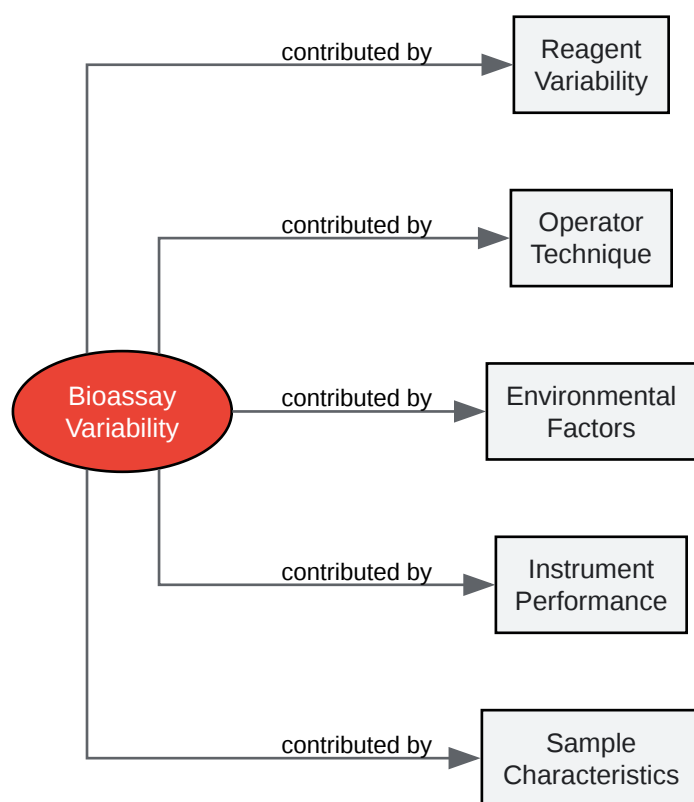 contributed by
Reagent
Variability
contributed by
Operator
Technique
Bioassay
Variability
contributed by
Environmental
Factors
contributed by
Instrument
Performance
contributed by
Sample
Characteristics